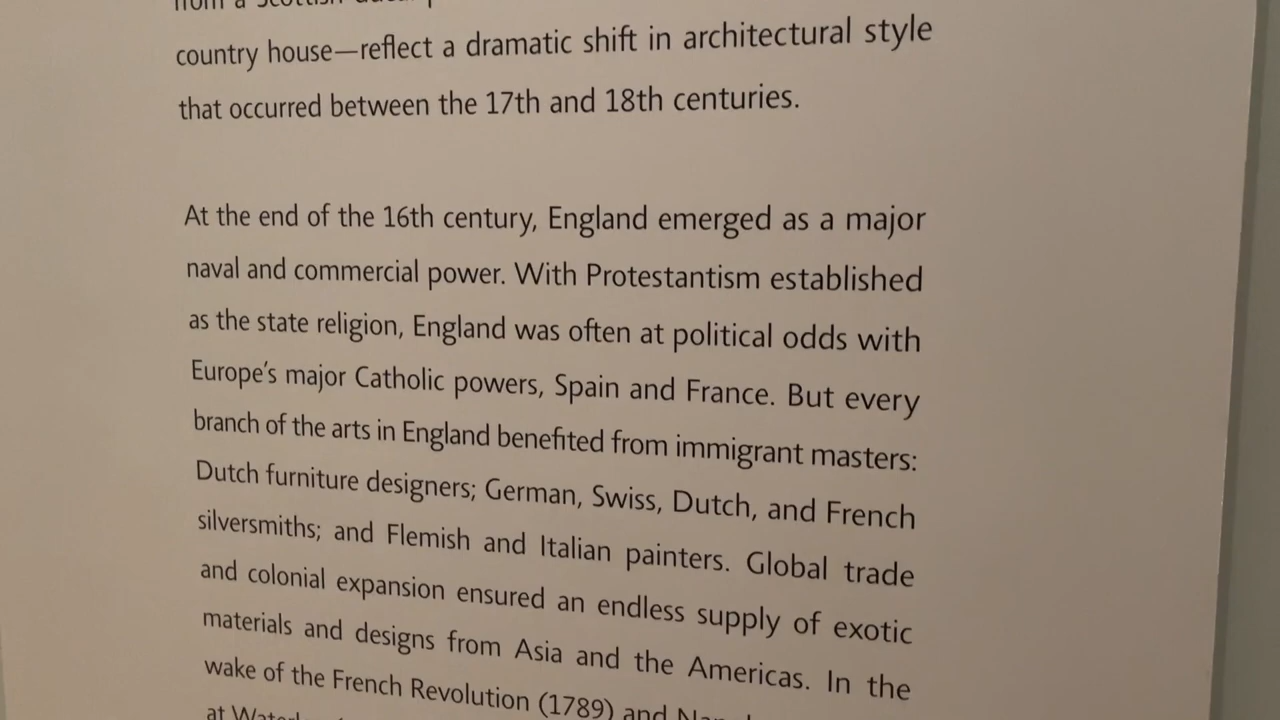 from a Scottish
country house—reflect a dramatic shift in architectural style
that occurred between the 17th and 18th centuries.
At the end of the 16th century, England emerged as a major
naval and commercial power. With Protestantism established
as the state religion, England was often at political odds with
Europe's major Catholic powers, Spain and France. But every
branch of the arts in England benefited from immigrant masters:
Dutch furniture designers; German, Swiss, Dutch, and French
silversmiths; and Flemish and Italian painters. Global trade
and colonial expansion ensured an endless supply of exotic
materials and designs from Asia and the Americas. In the
wake of the French Revolution (1789) and
at